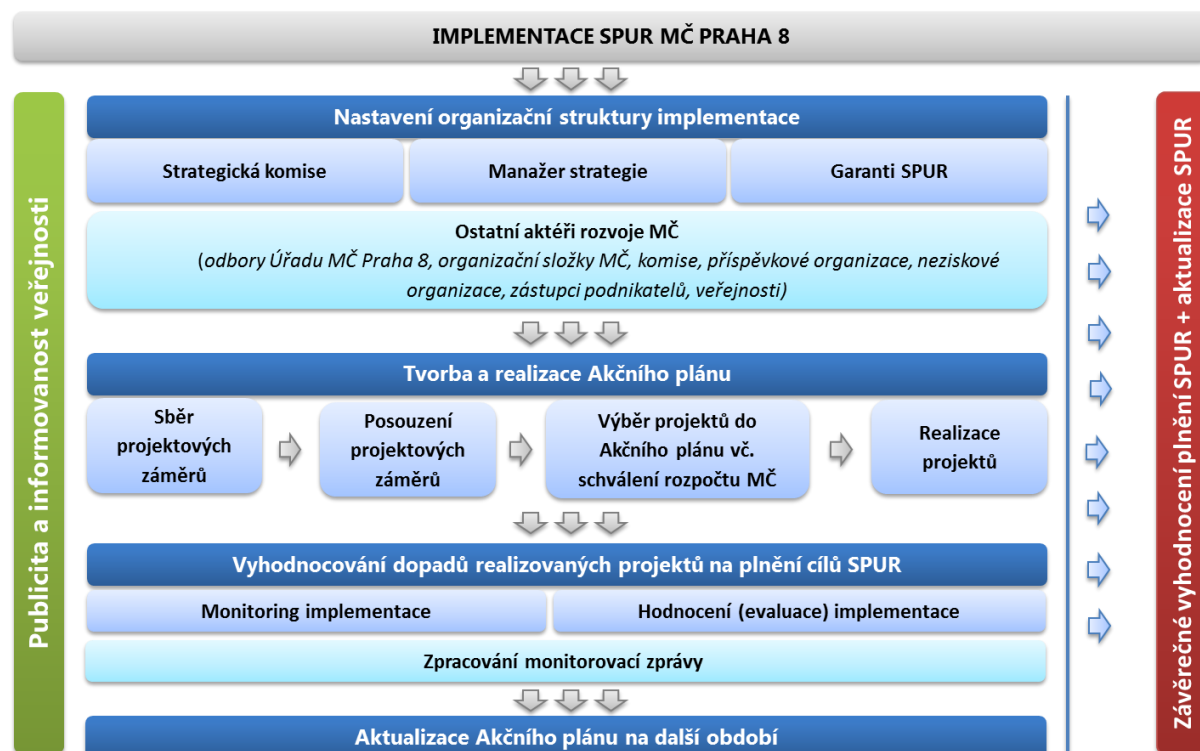 IMPLEMENTACE SPUR MČ PRAHA 8
Publicita a informovanost veřejnosti
Nastavení organizační struktury implementace
Strategická komise
Manažer strategie
Garanti SPUR
Ostatní aktéři rozvoje MČ
(odbory Úřadu MČ Praha 8, organizační složky MČ, komise, příspěvkové organizace, neziskové
organizace, zástupci podnikatelů, veřejnosti)
Tvorba a realizace Akčního plánu
Sběr
projektových
záměrů
Posouzení
projektových
záměrů
Výběr projektů do
Akčního plánu vč.
schválení rozpočtu MČ
Realizace
projektů
Vyhodnocování dopadů realizovaných projektů na plnění cílů SPUR
Monitoring implementace
Hodnocení (evaluace) implementace
Zpracování monitorovací zprávy
Aktualizace Akčního plánu na další období
Závěrečné vyhodnocení plnění SPUR + aktualizace SPUR